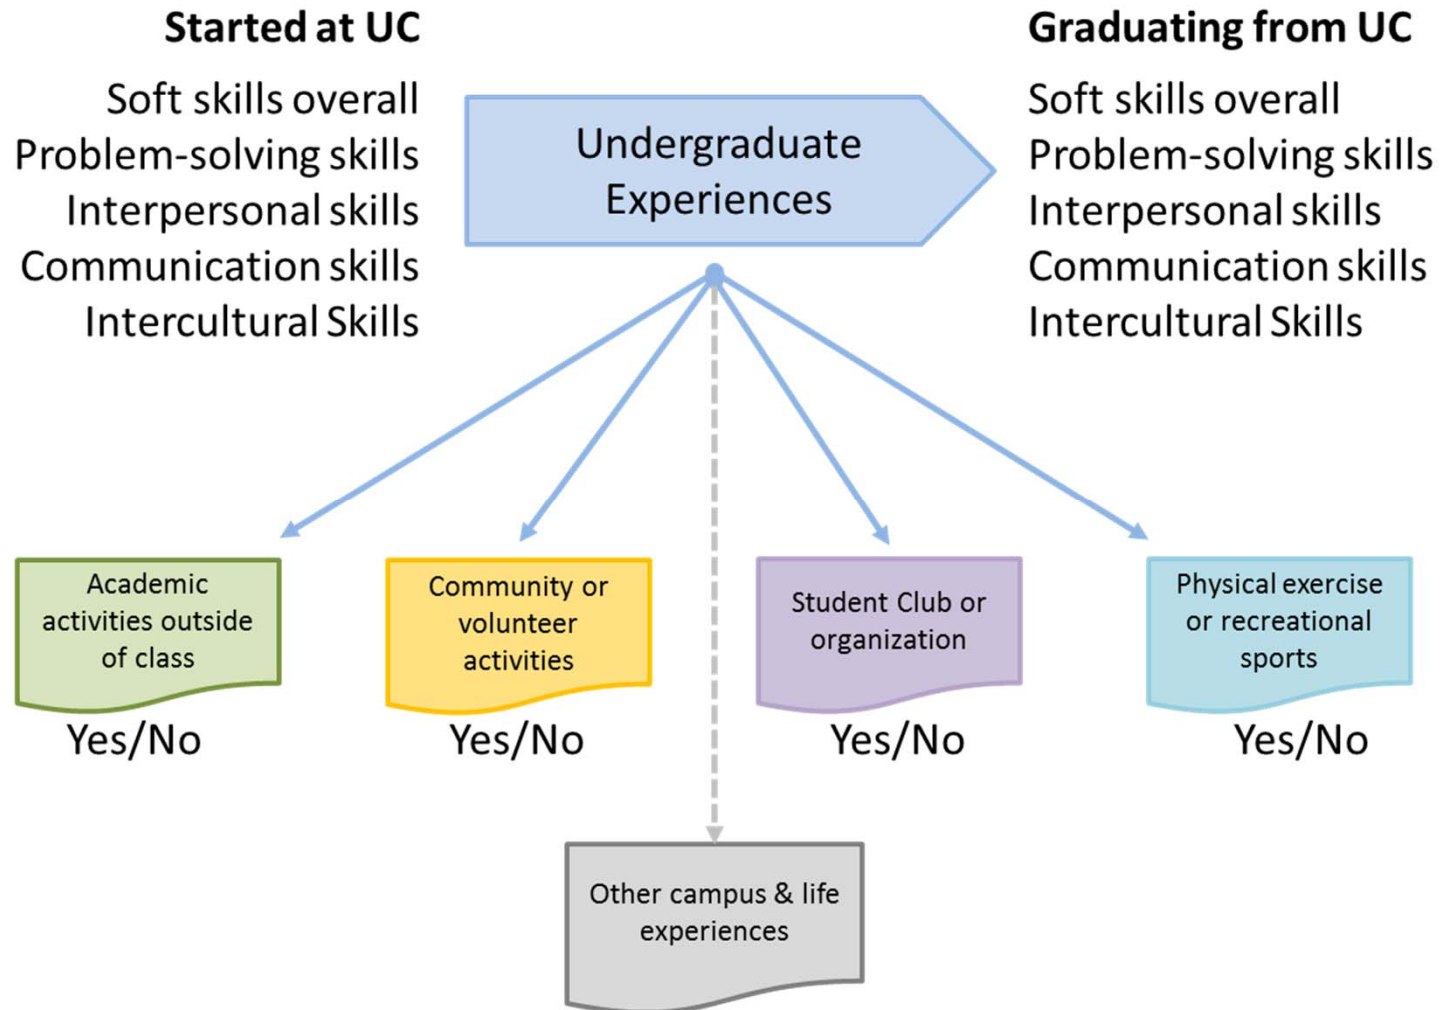 Started at UC
Soft skills overall
Problem-solving skills
Interpersonal skills
Communication skills
Intercultural Skills
Undergraduate
Experiences
Graduating from UC
Soft skills overall
Problem-solving skills
Interpersonal skills
Communication skills
Intercultural Skills
Academic
activities outside
of class
Yes/No
Community or
volunteer
activities
Yes/No
Student Club or
organization
Yes/No
Physical exercise
or recreational
sports
Yes/No
Other campus & life
experiences